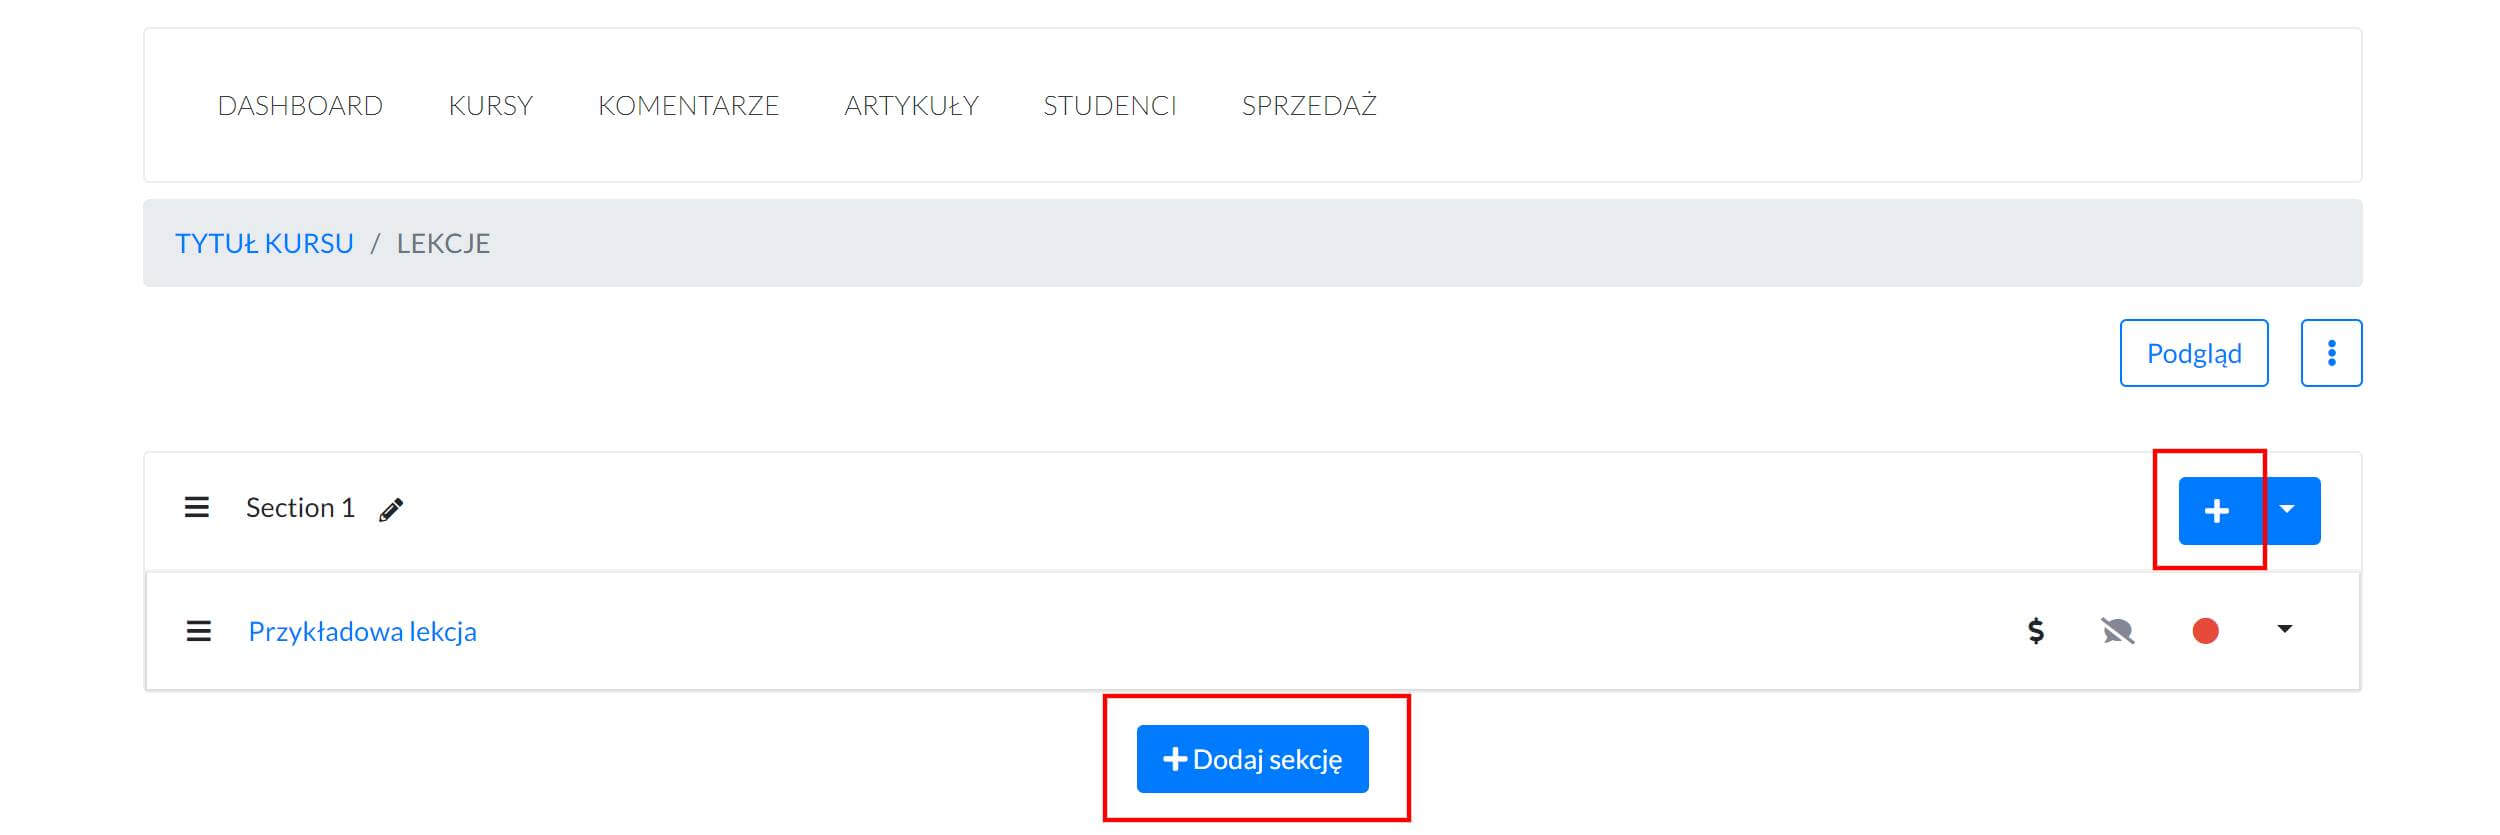 DASHBOARD KURSY KOMENTARZE ARTYKUŁY STUDENCI SPRZEDAŻ
TYTUŁ KURSU / LEKCJE
Podgląd
Section 1
Przykładowa lekcja $
Dodaj sekcję